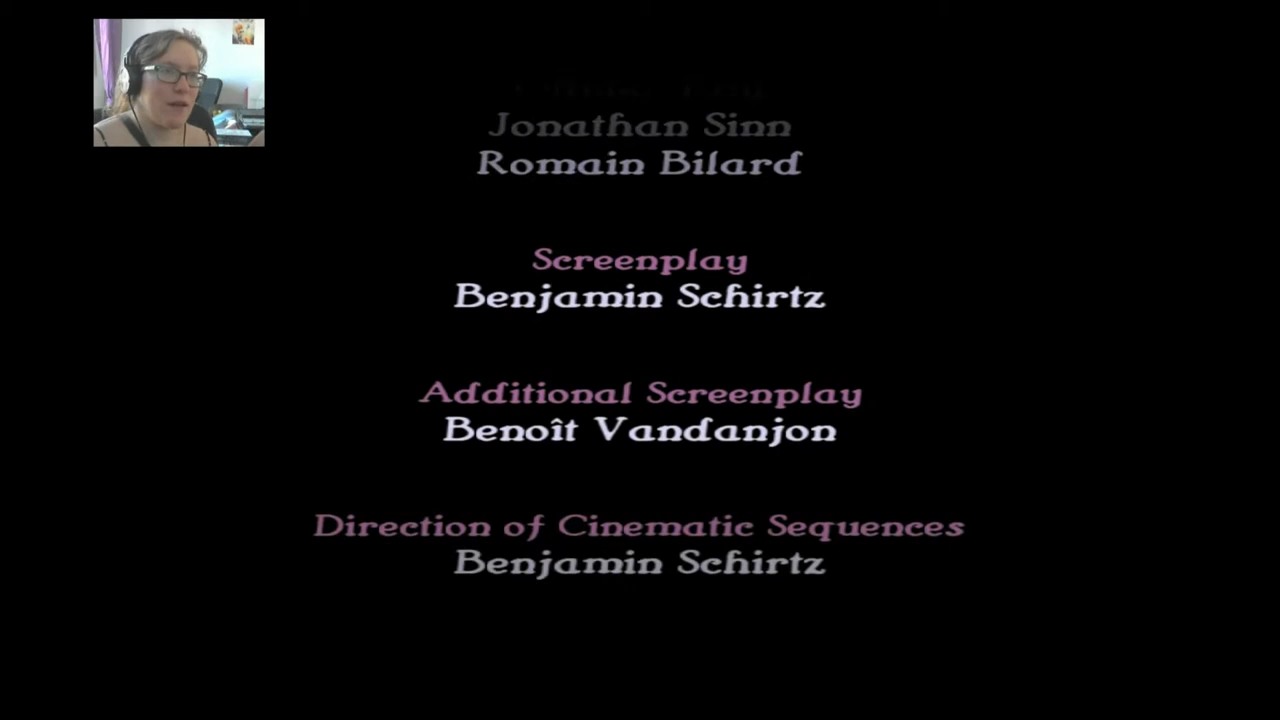 Jonathan Sinn
Romain Bilard
Screenplay
Benjamin Schirtz
Additional Screenplay
Benoît Vandanjon
Direction of Cinematic Sequences
Benjamin Schirtz